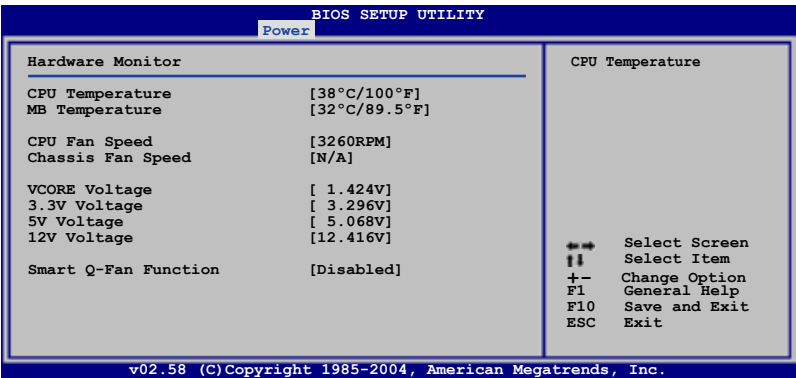 BIOS SETUP UTILITY
Power
Hardware Monitor
CPU Temperature [38°C/100°F]
MB Temperature [32°C/89.5°F]
CPU Fan Speed [3260RPM]
Chassis Fan Speed [N/A]
VCORE Voltage [ 1.424V]
3.3V Voltage [ 3.296V]
5V Voltage [ 5.068V]
12V Voltage [12.416V]
Smart Q-Fan Function [Disabled]
CPU Temperature
←→ Select Screen
↑↓ Select Item
+- Change Option
F1 General Help
F10 Save and Exit
ESC Exit
v02.58 (C)Copyright 1985-2004, American Megatrends, Inc.